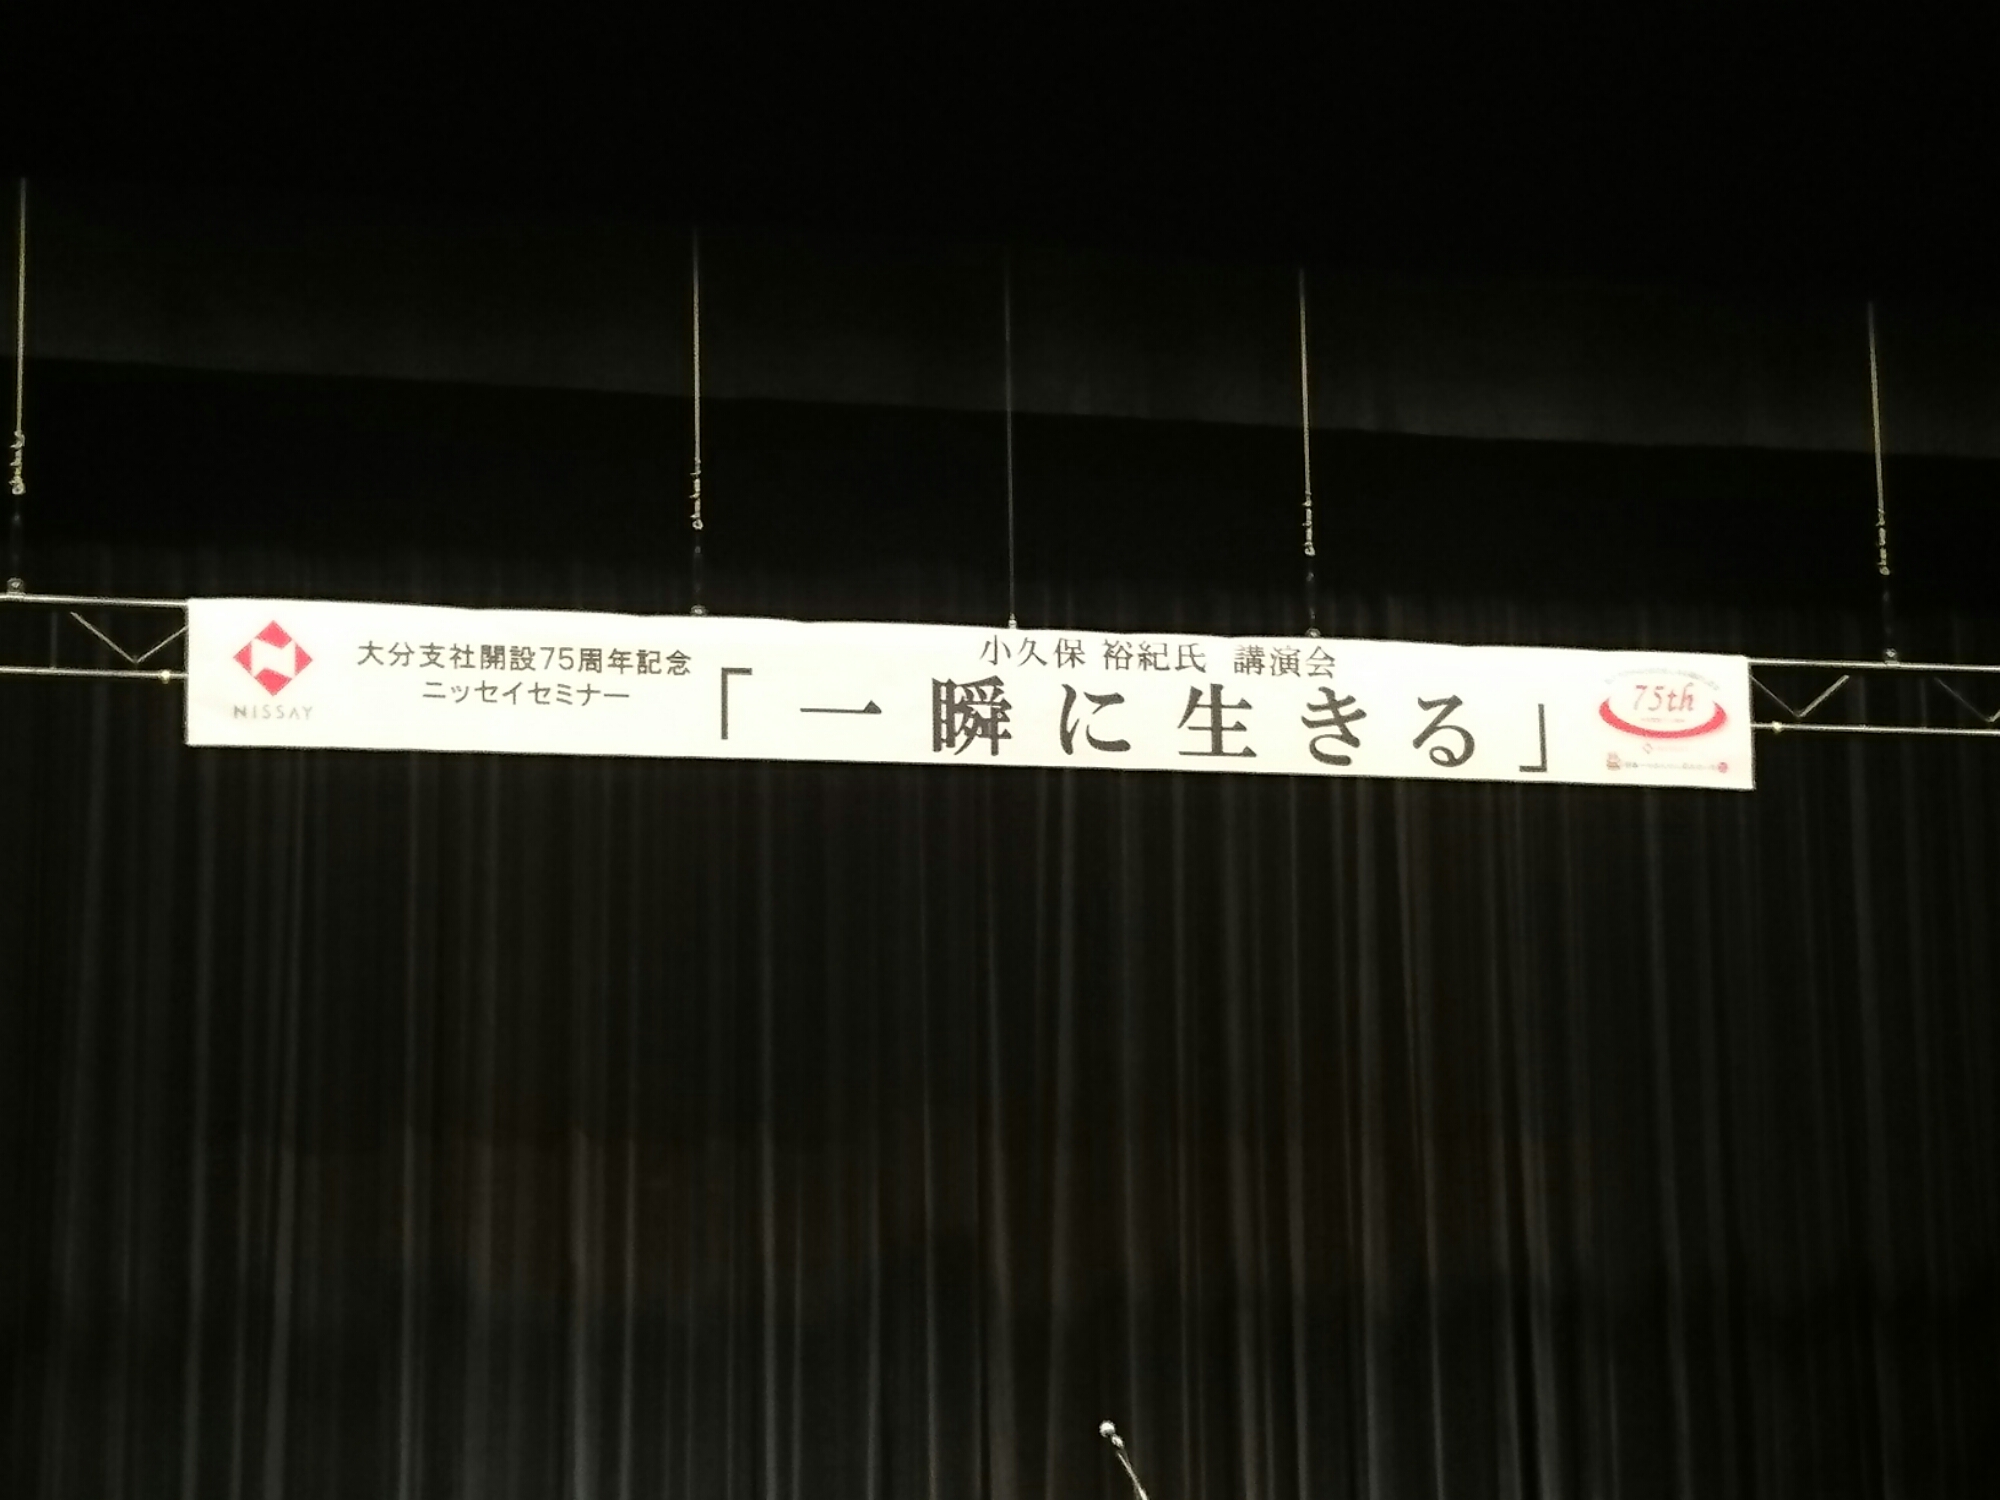 NISSAY
大分支社開設75周年記念
ニッセイセミナー
小久保 裕紀氏 講演会
「一瞬に生きる」
75th